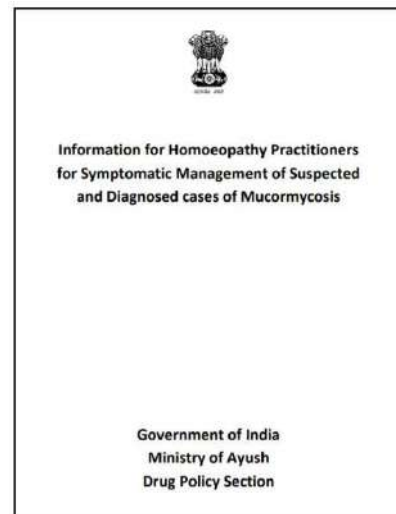 Information for Homoeopathy Practitioners
for Symptomatic Management of Suspected
and Diagnosed cases of Mucormycosis
Government of India
Ministry of Ayush
Drug Policy Section